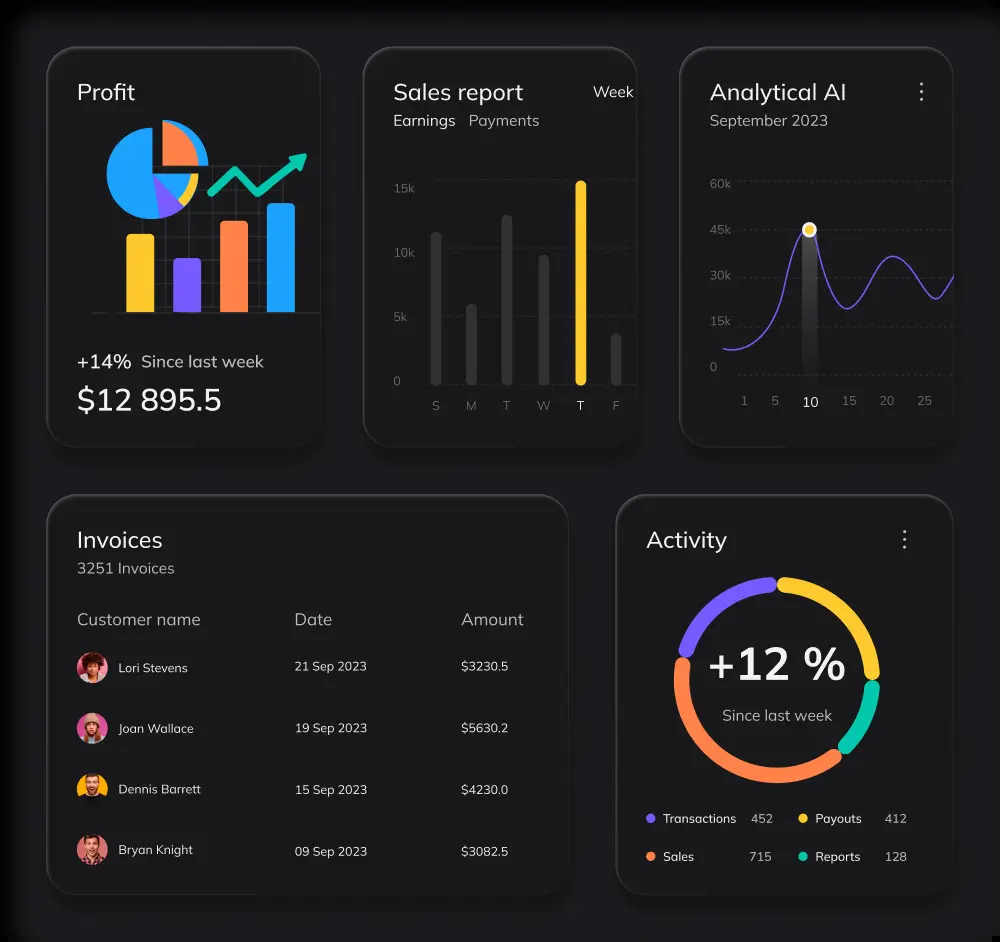 Profit
+14% Since last week
$12 895.5
Sales report Week
Earnings Payments
15k
10k
5k
0
S M T W T F
Analytical AI
September 2023
60k
45k
30k
15k
0
1 5 10 15 20 25
Invoices
3251 Invoices
Customer name Date Amount
Lori Stevens 21 Sep 2023 $3230.5
Joan Wallace 19 Sep 2023 $5630.2
Dennis Barrett 15 Sep 2023 $4230.0
Bryan Knight 09 Sep 2023 $3082.5
Activity
+12 %
Since last week
Transactions 452 Payouts 412
Sales 715 Reports 128